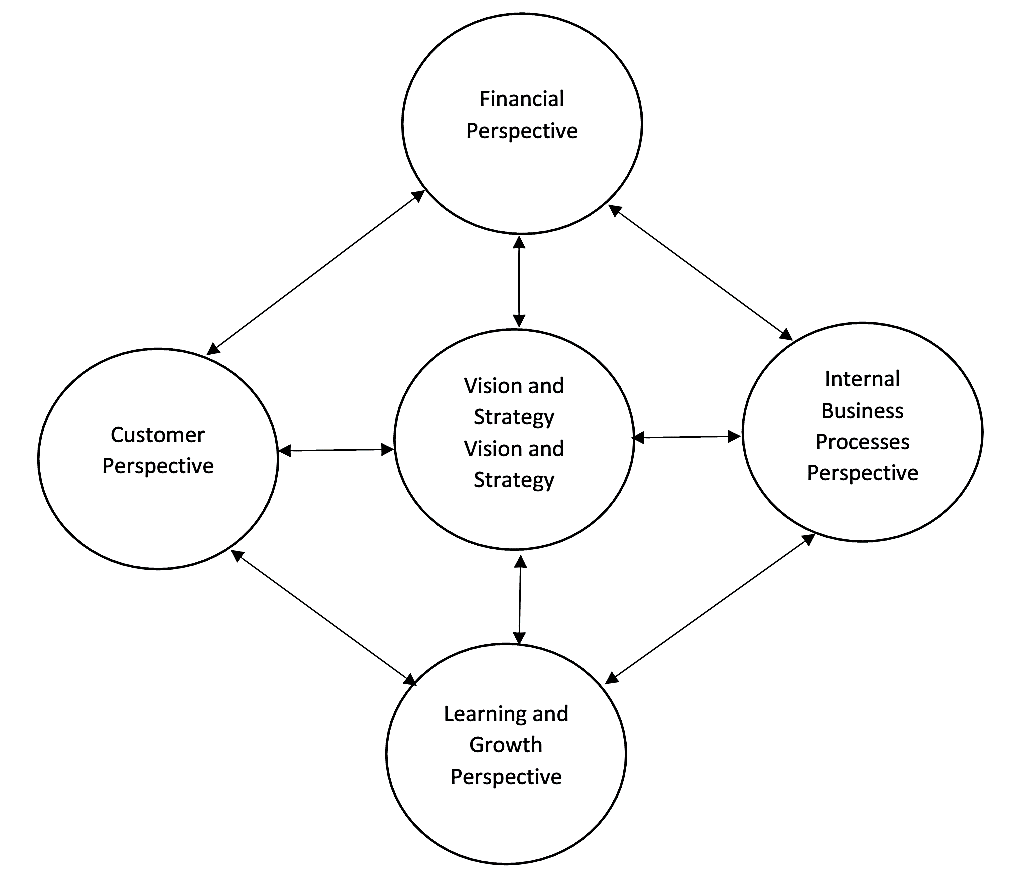 Financial
Perspective
Customer
Perspective
Vision and
Strategy
Vision and
Strategy
Internal
Business
Processes
Perspective
Learning and
Growth
Perspective